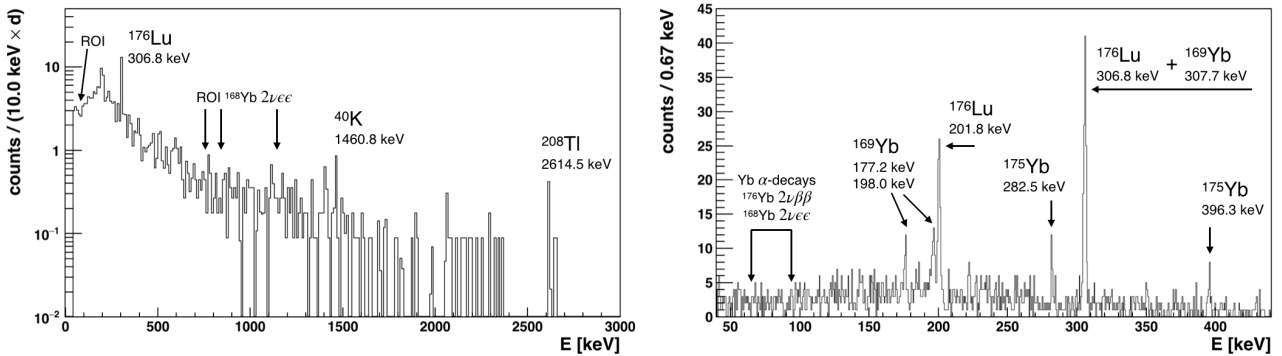 counts / (10.0 keV × d)
10
1
10⁻¹
10⁻²
ROI
¹⁷⁶Lu
306.8 keV
ROI ¹⁶⁸Yb 2νϵϵ
⁴⁰K
1460.8 keV
²⁰⁸Tl
2614.5 keV
0 500 1000 1500 2000 2500 3000
E [keV]
counts / 0.67 keV
45
40
35
30
25
20
15
10
5
0
Yb α-decays
¹⁷⁶Yb 2νββ
¹⁶⁸Yb 2νϵϵ
¹⁶⁹Yb
177.2 keV
198.0 keV
¹⁷⁶Lu
201.8 keV
¹⁷⁵Yb
282.5 keV
¹⁷⁶Lu + ¹⁶⁹Yb
306.8 keV 307.7 keV
¹⁷⁵Yb
396.3 keV
50 100 150 200 250 300 350 400
E [keV]